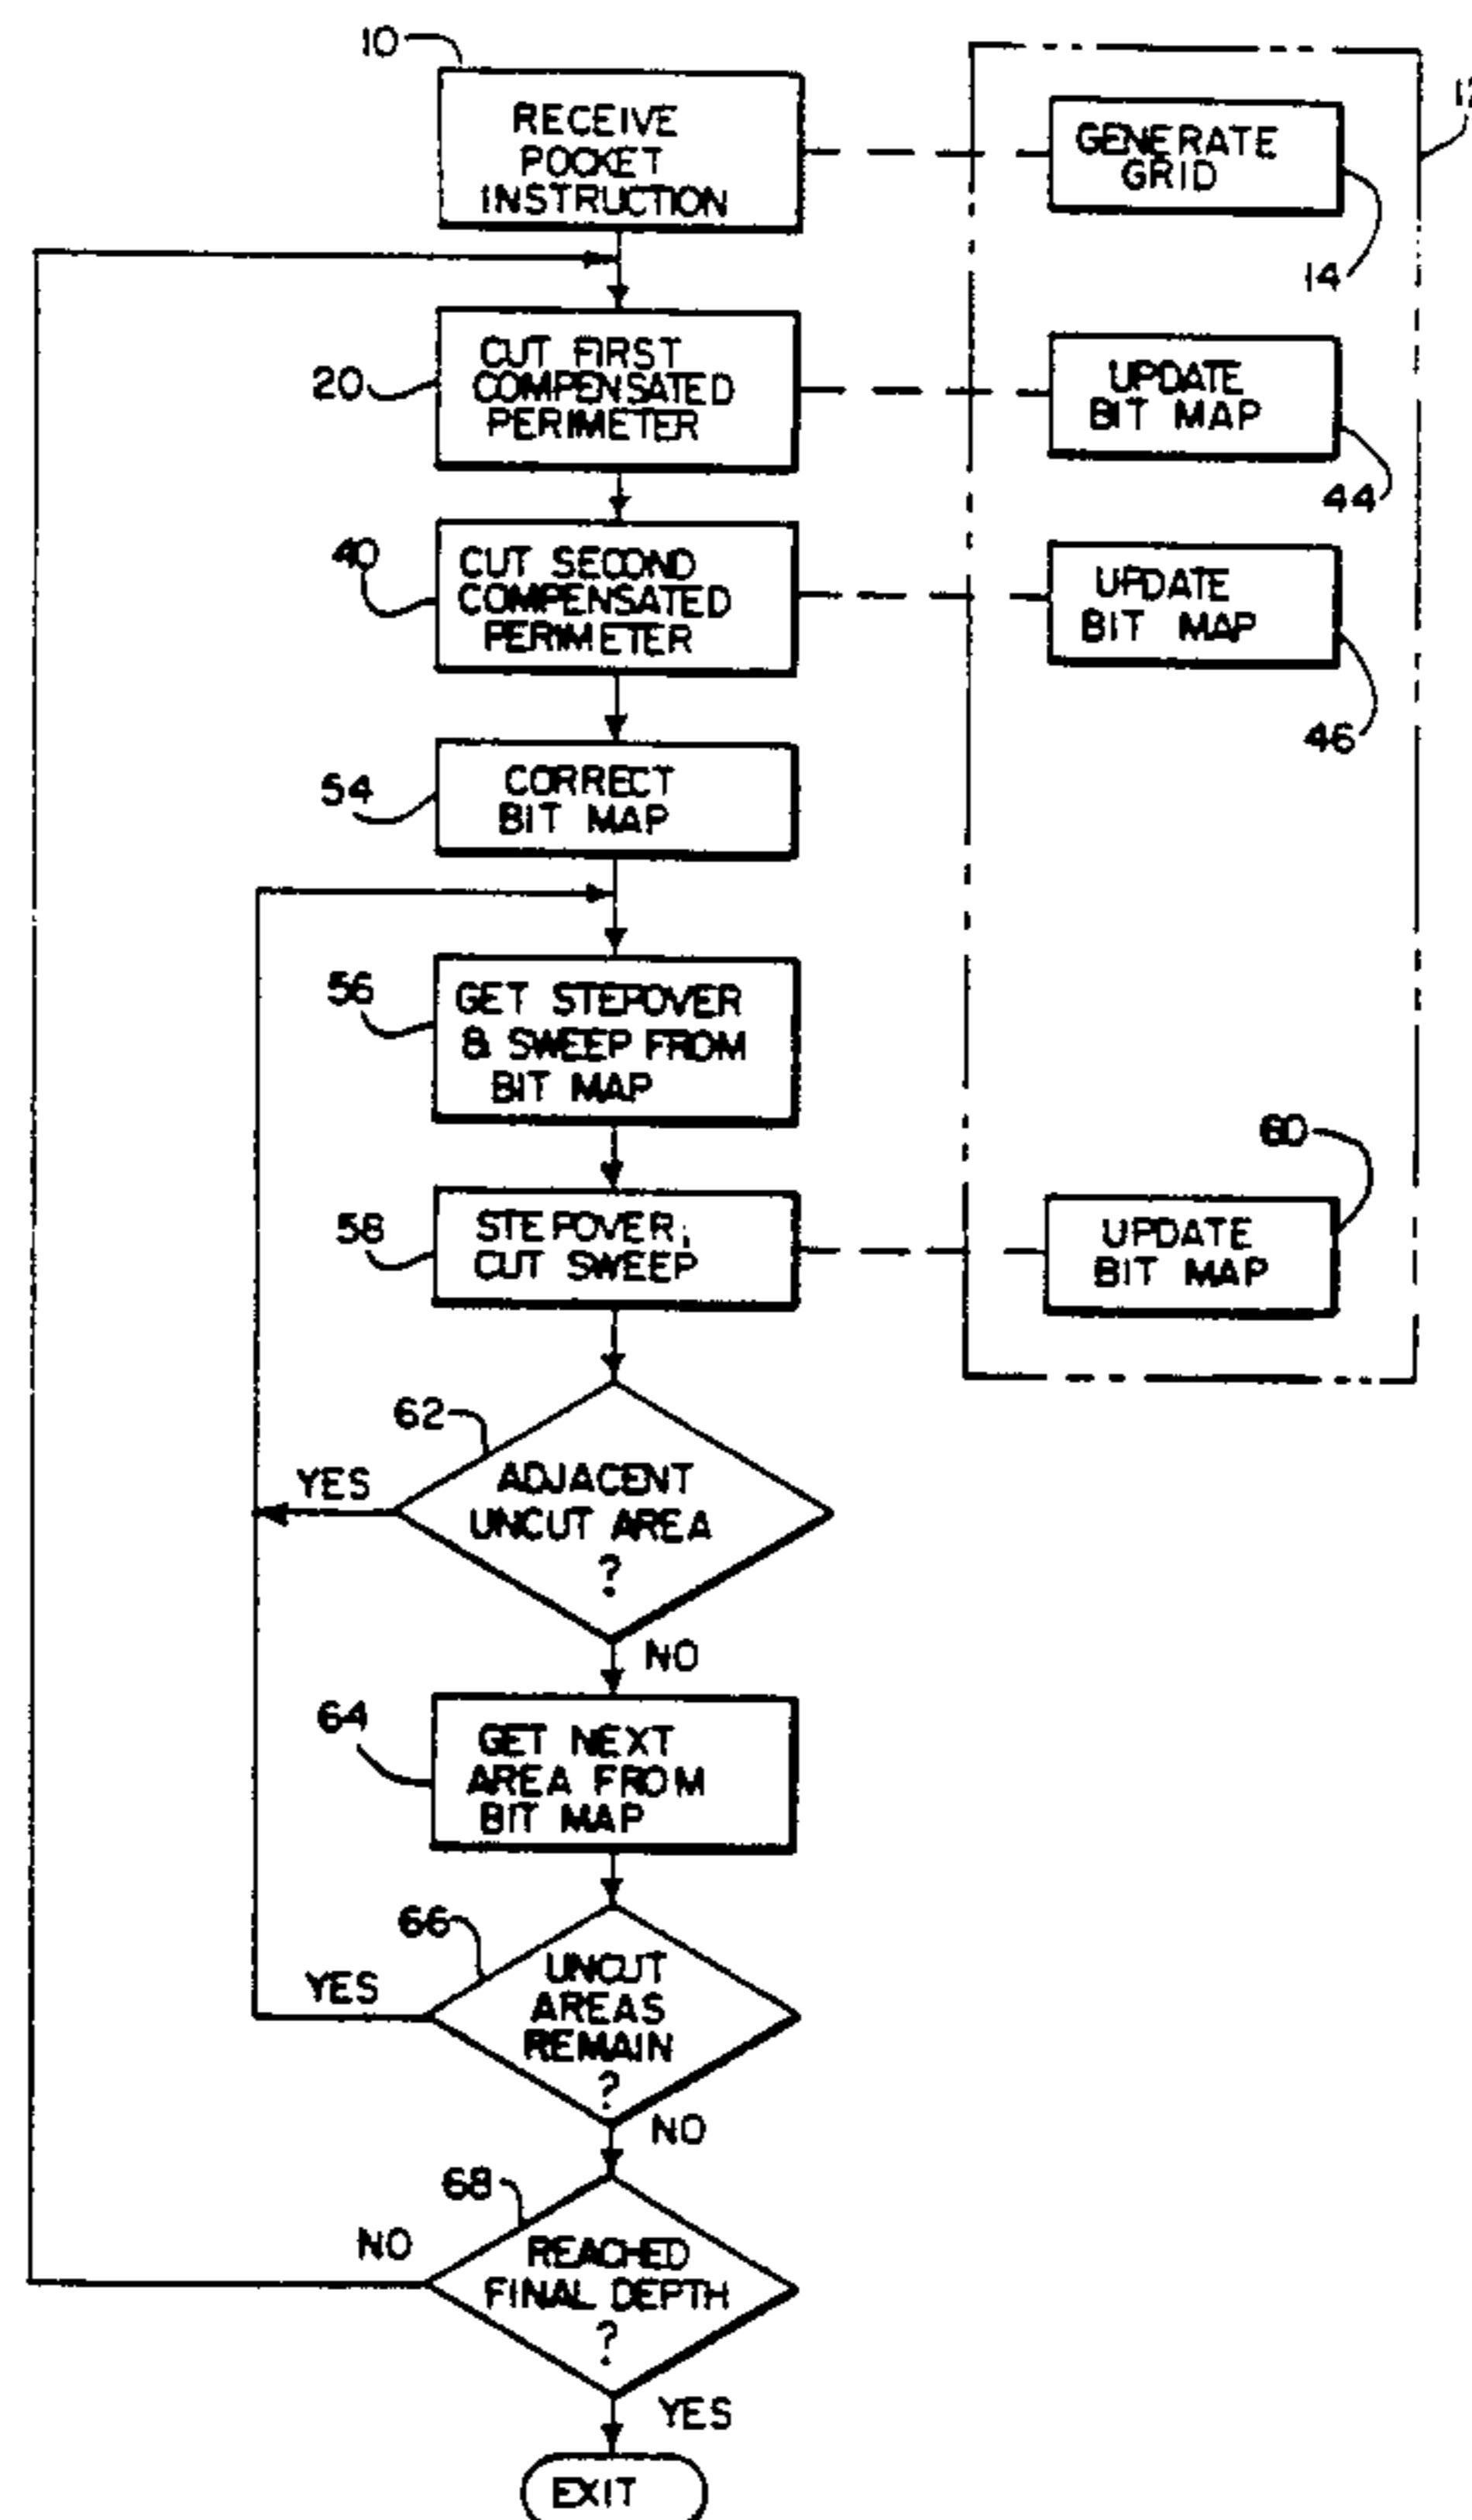 10
RECEIVE
POCKET
INSTRUCTION
GENERATE
GRID
14
20
CUT FIRST
COMPENSATED
PERIMETER
UPDATE
BIT MAP
44
40
CUT SECOND
COMPENSATED
PERIMETER
UPDATE
BIT MAP
46
54
CORRECT
BIT MAP
56
GET STEPOVER
& SWEEP FROM
BIT MAP
58
STEPOVER;
CUT SWEEP
60
UPDATE
BIT MAP
62
ADJACENT
UNCUT AREA
?
YES
NO
64
GET NEXT
AREA FROM
BIT MAP
66
UNCUT
AREAS
REMAIN
?
YES
NO
68
REACHED
FINAL DEPTH
?
NO
YES
EXIT